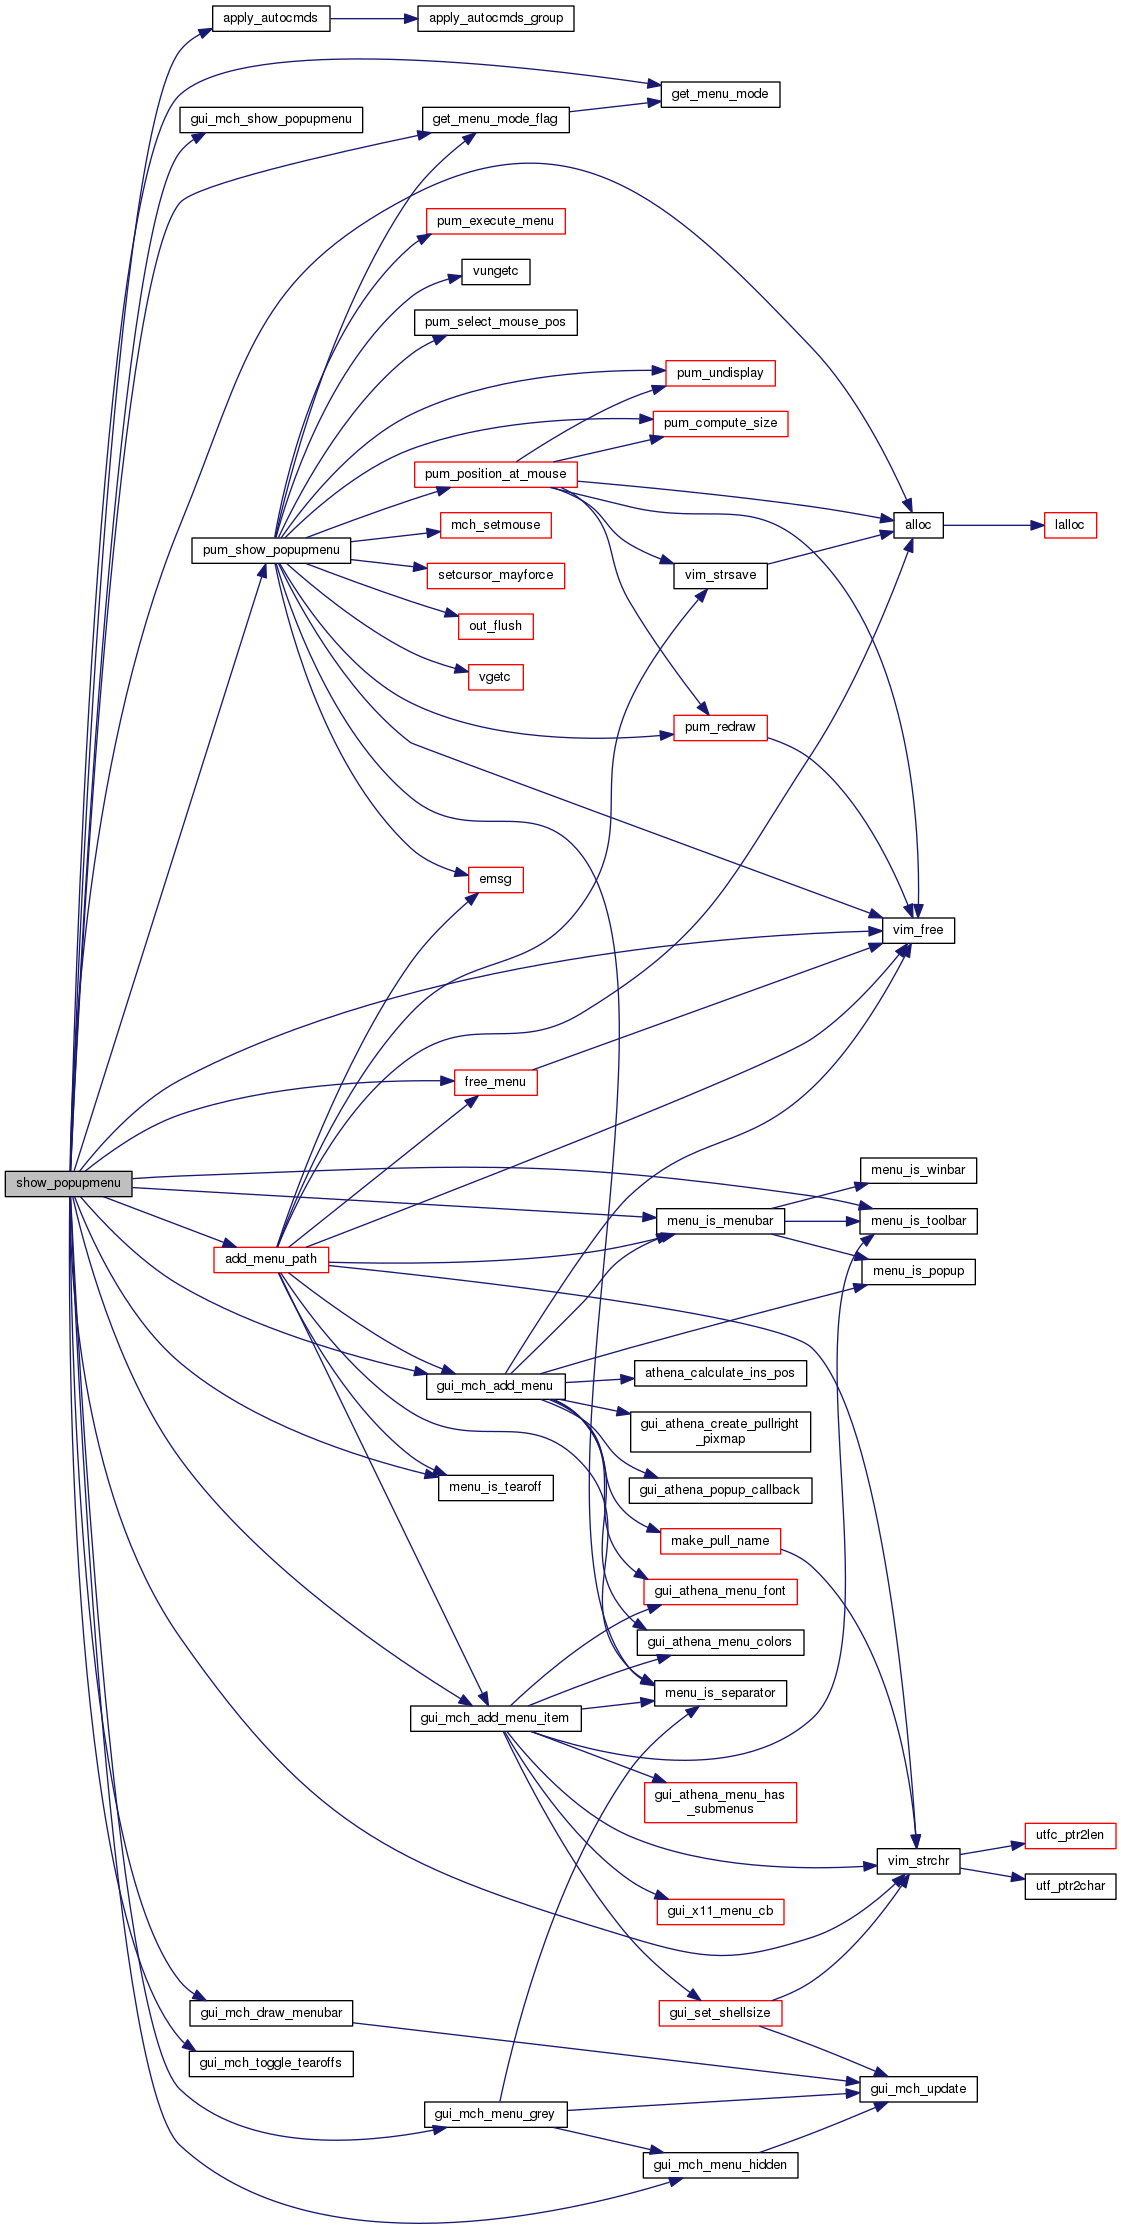 apply_autocmds
apply_autocmds_group
get_menu_mode
gui_mch_show_popupmenu
get_menu_mode_flag
pum_execute_menu
vungetc
pum_select_mouse_pos
pum_undisplay
pum_compute_size
pum_position_at_mouse
mch_setmouse
alloc
lalloc
pum_show_popupmenu
setcursor_mayforce
vim_strsave
out_flush
vgetc
pum_redraw
emsg
vim_free
free_menu
menu_is_winbar
show_popupmenu
menu_is_menubar
menu_is_toolbar
add_menu_path
menu_is_popup
gui_mch_add_menu
athena_calculate_ins_pos
gui_athena_create_pullright
_pixmap
menu_is_tearoff
gui_athena_popup_callback
make_pull_name
gui_athena_menu_font
gui_athena_menu_colors
menu_is_separator
gui_mch_add_menu_item
gui_athena_menu_has
_submenus
utfc_ptr2len
vim_strchr
utf_ptr2char
gui_x11_menu_cb
gui_mch_draw_menubar
gui_set_shellsize
gui_mch_toggle_tearoffs
gui_mch_update
gui_mch_menu_grey
gui_mch_menu_hidden